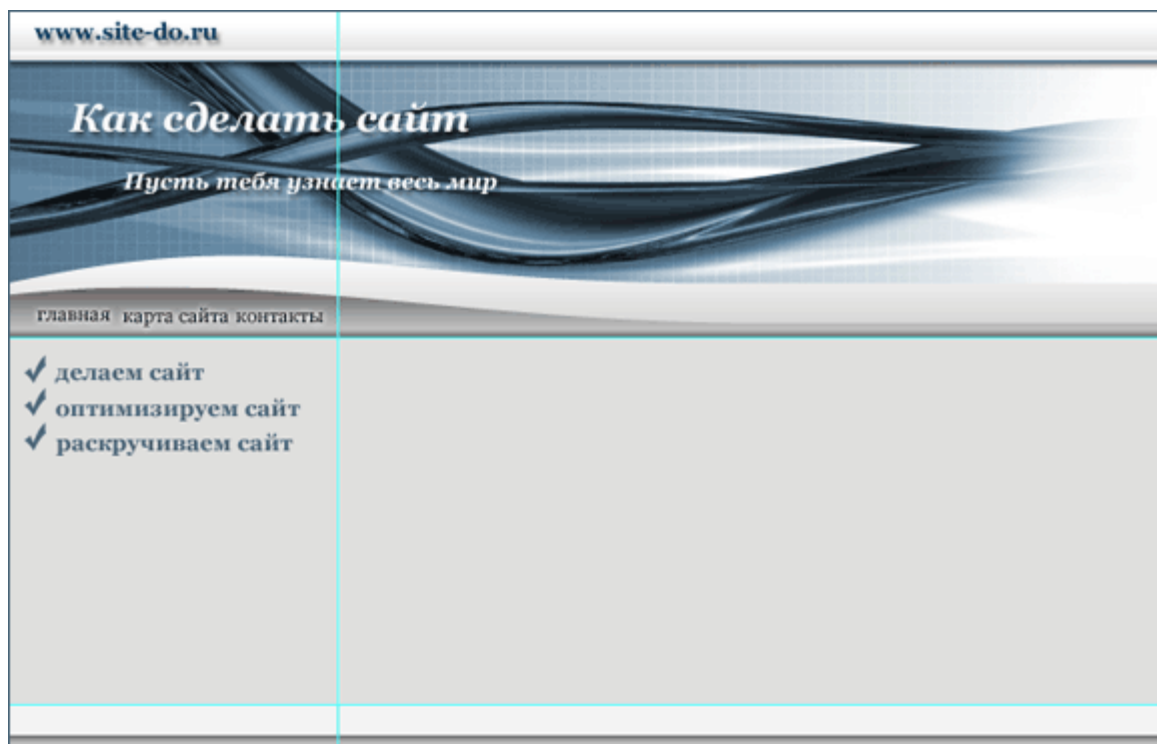 www.site-do.ru
Как сделать сайт
Пусть тебя узнает весь мир
главная карта сайта контакты
делаем сайт
оптимизируем сайт
раскручиваем сайт